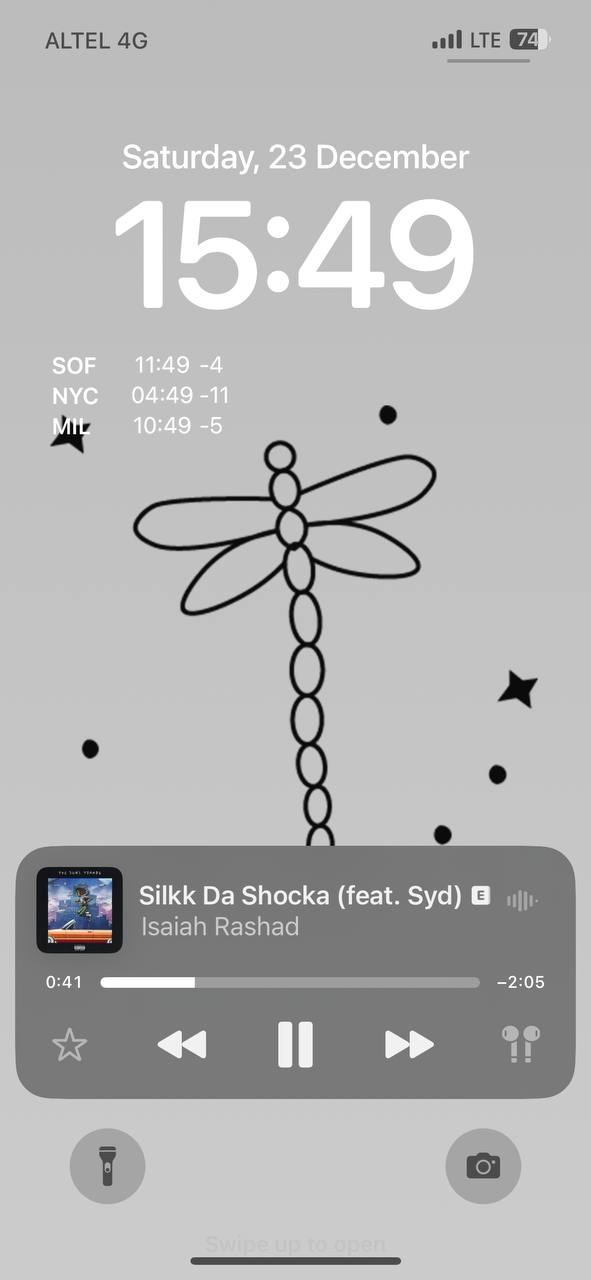 ALTEL 4G LTE 74
Saturday, 23 December
15:49
SOF 11:49 -4
NYC 04:49 -11
MIL 10:49 -5
THE SUN'S TIRADE
Silkk Da Shocka (feat. Syd) E
Isaiah Rashad
0:41 −2:05
Swipe up to open